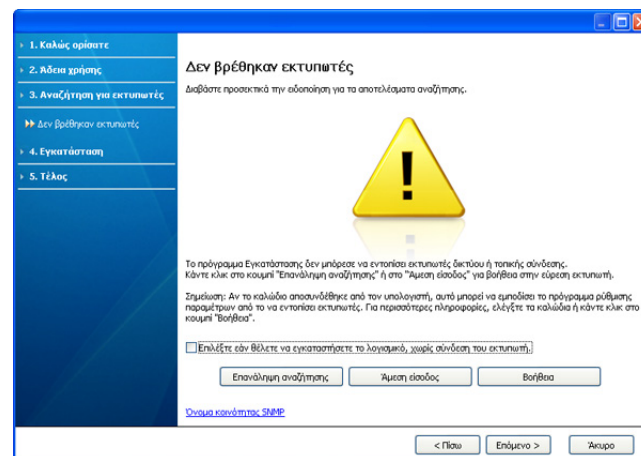 1. Καλώς ορίσατε
2. Άδεια χρήσης
3. Αναζήτηση για εκτυπωτές
Δεν βρέθηκαν εκτυπωτές
4. Εγκατάσταση
5. Τέλος
Δεν βρέθηκαν εκτυπωτές
Διαβάστε προσεκτικά την ειδοποίηση για τα αποτελέσματα αναζήτησης.
Το πρόγραμμα Εγκατάστασης δεν μπόρεσε να εντοπίσει εκτυπωτές δικτύου ή τοπικής σύνδεσης.
Κάντε κλικ στο κουμπί "Επανάληψη αναζήτησης" ή στο "Άμεση είσοδος" για βοήθεια στην εύρεση εκτυπωτή.
Σημείωση: Αν το καλώδιο αποσυνδέθηκε από τον υπολογιστή, αυτό μπορεί να εμποδίσει το πρόγραμμα ρύθμισης
παραμέτρων από το να εντοπίσει εκτυπωτές. Για περισσότερες πληροφορίες, ελέγξτε τα καλώδια ή κάντε κλικ στο
κουμπί "Βοήθεια".
Επιλέξτε εάν θέλετε να εγκαταστήσετε το λογισμικό, χωρίς σύνδεση του εκτυπωτή.
Επανάληψη αναζήτησης
Άμεση είσοδος
Βοήθεια
Όνομα κοινότητας SNMP
< Πίσω
Επόμενο >
Άκυρο